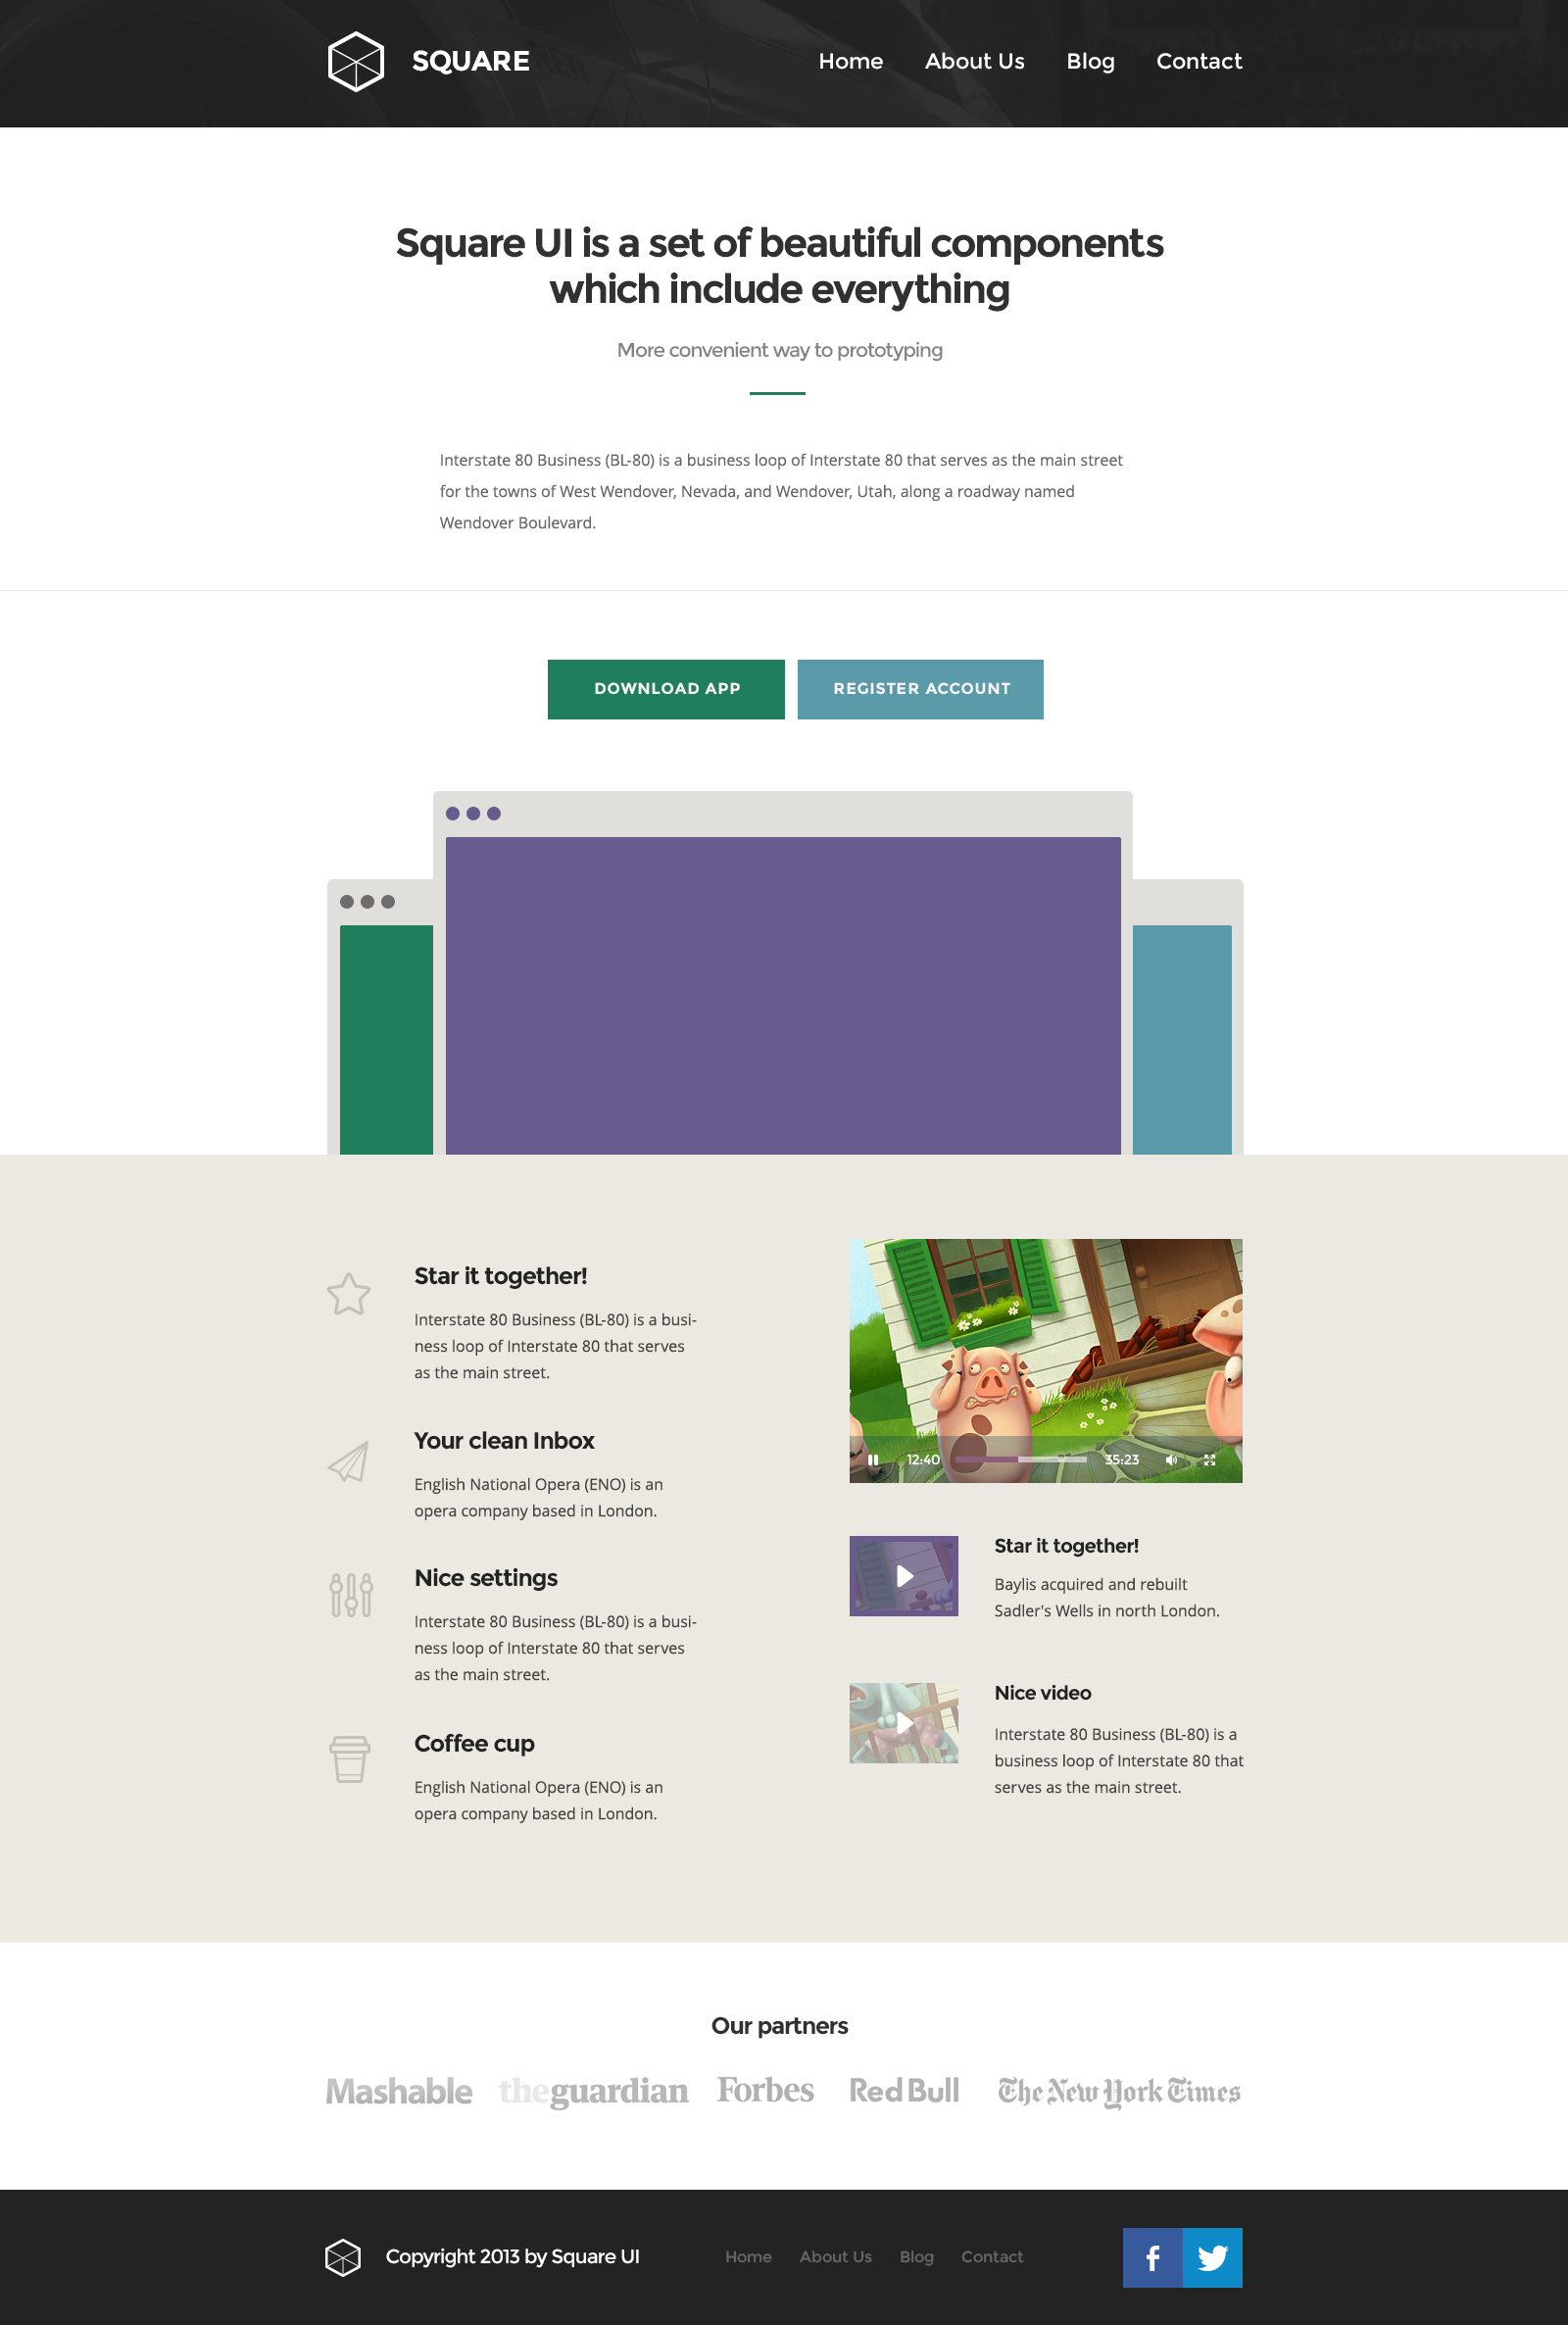 SQUARE
Home About Us Blog Contact
Square UI is a set of beautiful components
which include everything
More convenient way to prototyping
Interstate 80 Business (BL-80) is a business loop of Interstate 80 that serves as the main street
for the towns of West Wendover, Nevada, and Wendover, Utah, along a roadway named
Wendover Boulevard.
DOWNLOAD APP REGISTER ACCOUNT
Star it together!
Interstate 80 Business (BL-80) is a busi-
ness loop of Interstate 80 that serves
as the main street.
Your clean Inbox
English National Opera (ENO) is an
opera company based in London.
Nice settings
Interstate 80 Business (BL-80) is a busi-
ness loop of Interstate 80 that serves
as the main street.
Coffee cup
English National Opera (ENO) is an
opera company based in London.
12:40 35:23
Star it together!
Baylis acquired and rebuilt
Sadler's Wells in north London.
Nice video
Interstate 80 Business (BL-80) is a
business loop of Interstate 80 that
serves as the main street.
Our partners
Mashable theguardian Forbes Red Bull The New York Times
Copyright 2013 by Square UI
Home About Us Blog Contact